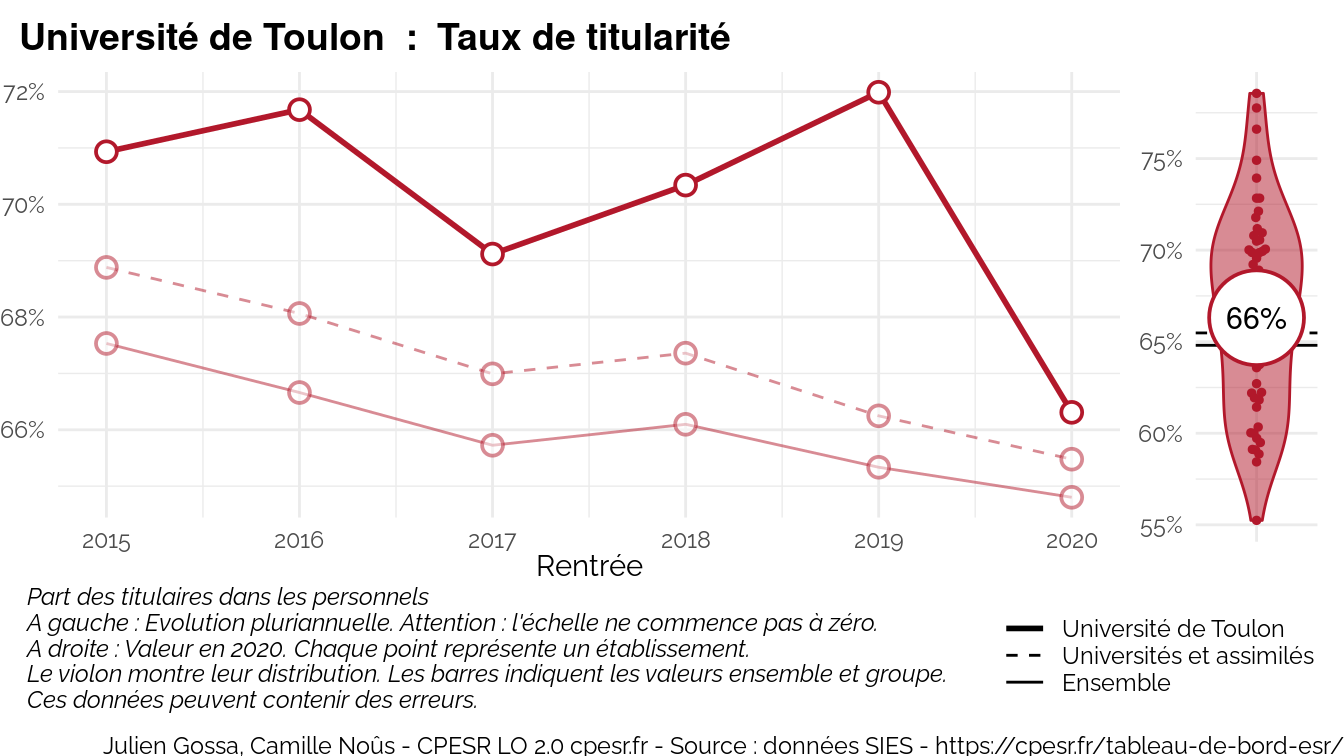 Université de Toulon : Taux de titularité
72%
70%
68%
66%
2015 2016 2017 2018 2019 2020
Rentrée
75%
70%
65%
60%
55%
66%
Part des titulaires dans les personnels
A gauche : Evolution pluriannuelle. Attention : l'échelle ne commence pas à zéro.
A droite : Valeur en 2020. Chaque point représente un établissement.
Le violon montre leur distribution. Les barres indiquent les valeurs ensemble et groupe.
Ces données peuvent contenir des erreurs.
Université de Toulon
Universités et assimilés
Ensemble
Julien Gossa, Camille Noûs - CPESR LO 2.0 cpesr.fr - Source : données SIES - https://cpesr.fr/tableau-de-bord-esr/